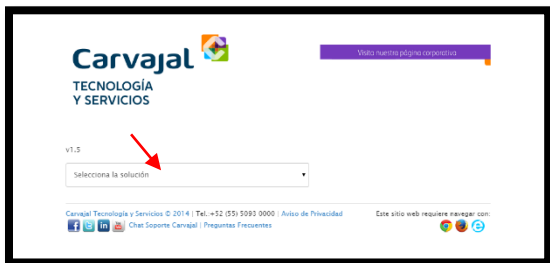 Carvajal
TECNOLOGÍA
Y SERVICIOS
Visita nuestra página corporativa
v1.5
Selecciona la solución
Carvajal Tecnología y Servicios © 2014 | Tel.:+52 (55) 5093 0000 | Aviso de Privacidad
Este sitio web requiere navegar con:
Chat Soporte Carvajal | Preguntas Frecuentes